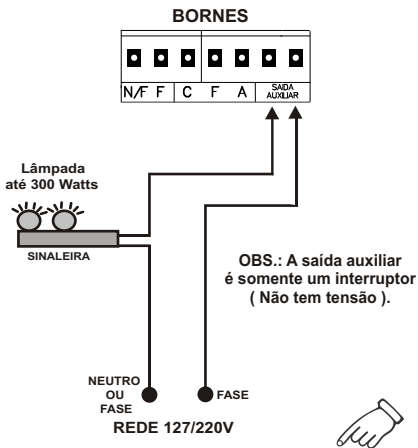 BORNES
N/F F C F A SAIDA
AUXILIAR
Lâmpada
até 300 Watts
SINALEIRA
OBS.: A saída auxiliar
é somente um interruptor
( Não tem tensão ).
NEUTRO
OU
FASE
FASE
REDE 127/220V